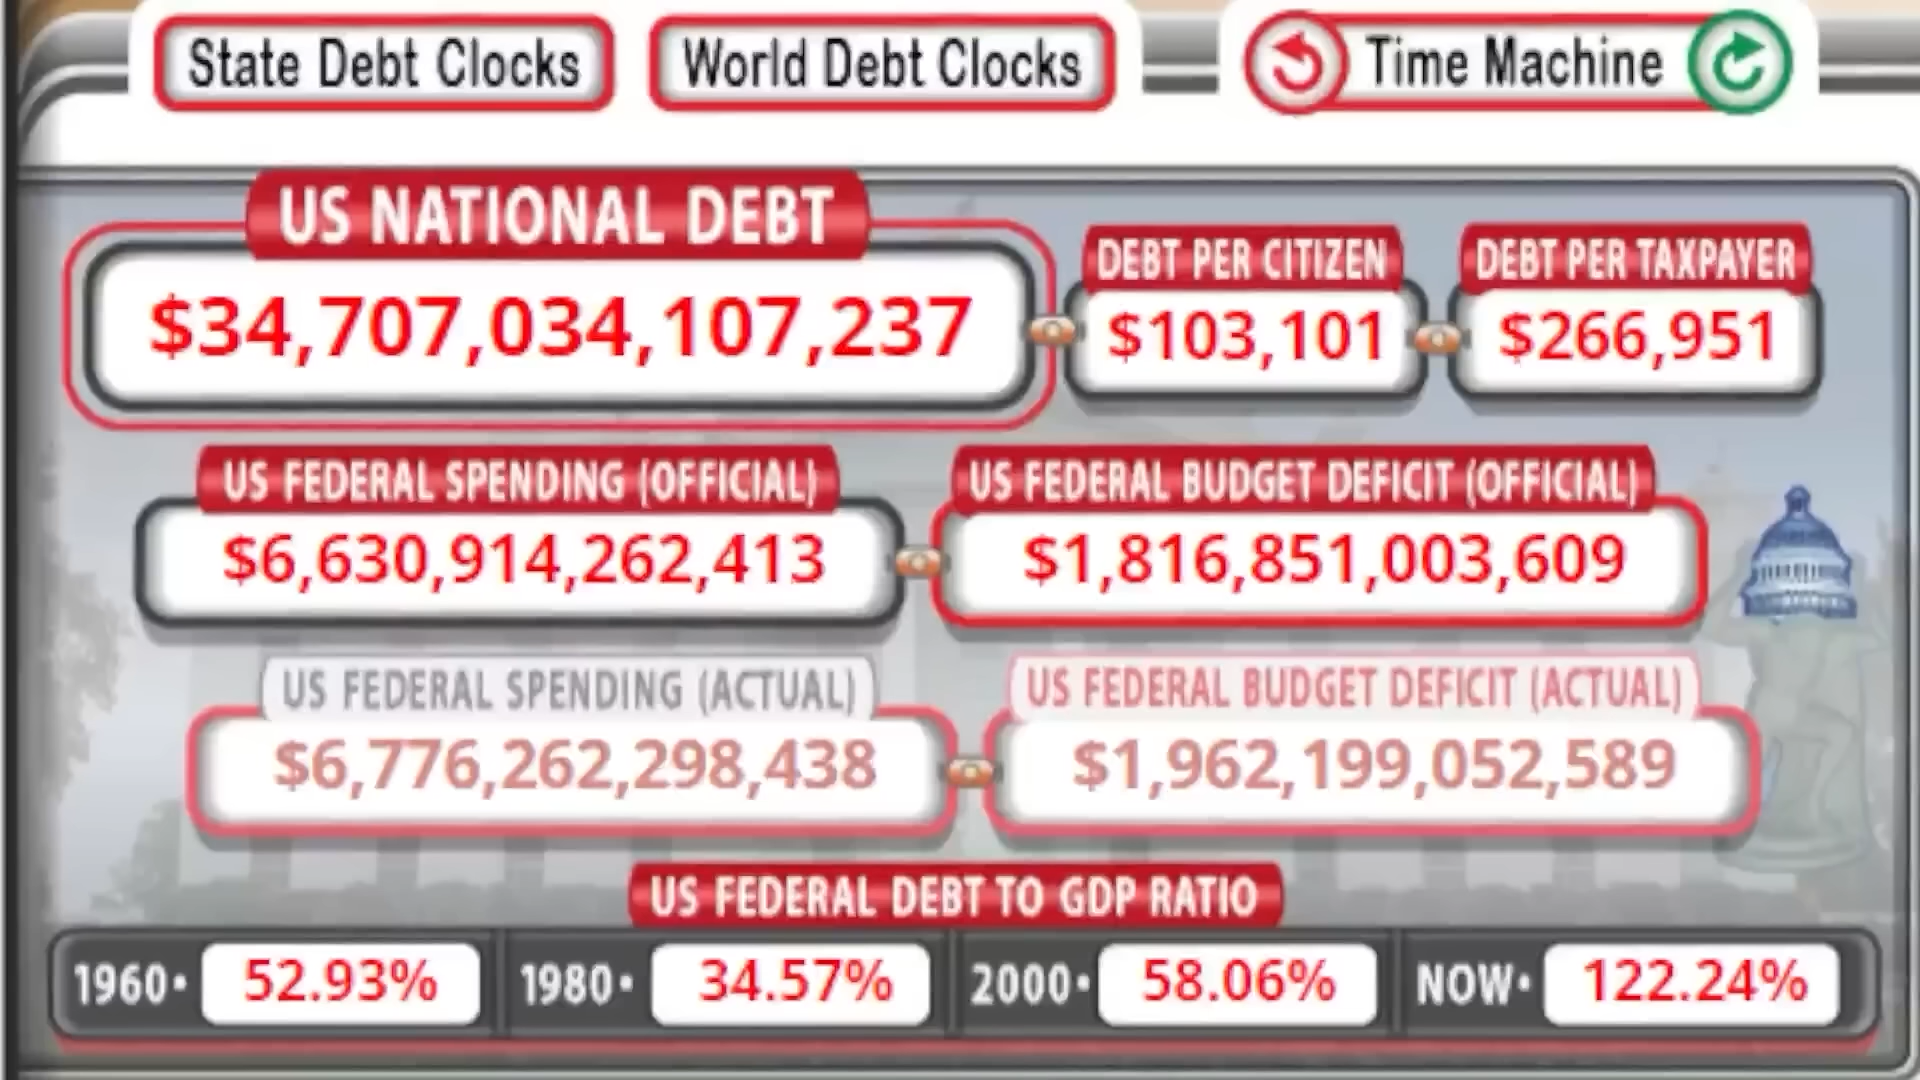 State Debt Clocks World Debt Clocks Time Machine
US NATIONAL DEBT
$34,707,034,107,237
DEBT PER CITIZEN
$103,101
DEBT PER TAXPAYER
$266,951
US FEDERAL SPENDING (OFFICIAL)
$6,630,914,262,413
US FEDERAL BUDGET DEFICIT (OFFICIAL)
$1,816,851,003,609
US FEDERAL SPENDING (ACTUAL)
$6,776,262,298,438
US FEDERAL BUDGET DEFICIT (ACTUAL)
$1,962,199,052,589
US FEDERAL DEBT TO GDP RATIO
1960• 52.93% 1980• 34.57% 2000• 58.06% NOW• 122.24%